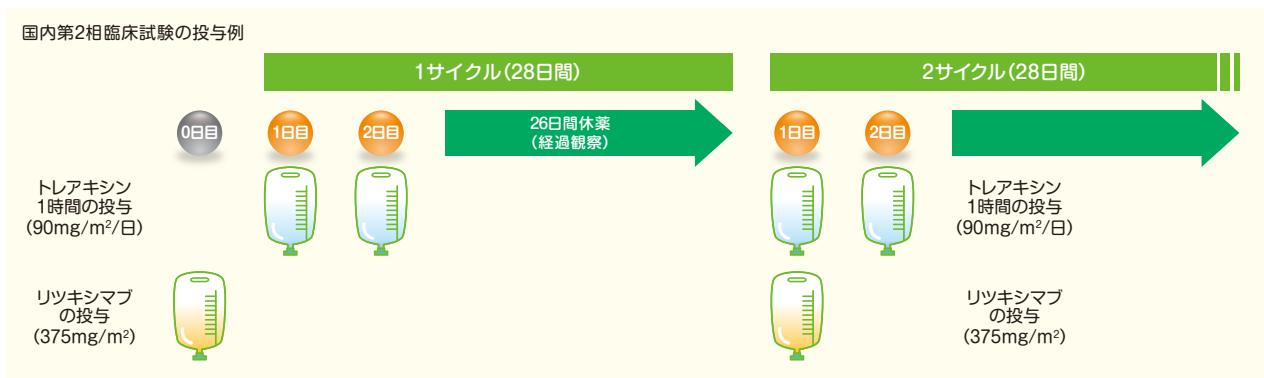 国内第2相臨床試験の投与例
1サイクル（28日間）
2サイクル（28日間）
0日目
1日目
2日目
26日間休薬
（経過観察）
1日目
2日目
トレアキシン
1時間の投与
（90mg/m²/日）
トレアキシン
1時間の投与
（90mg/m²/日）
リツキシマブ
の投与
（375mg/m²）
リツキシマブ
の投与
（375mg/m²）